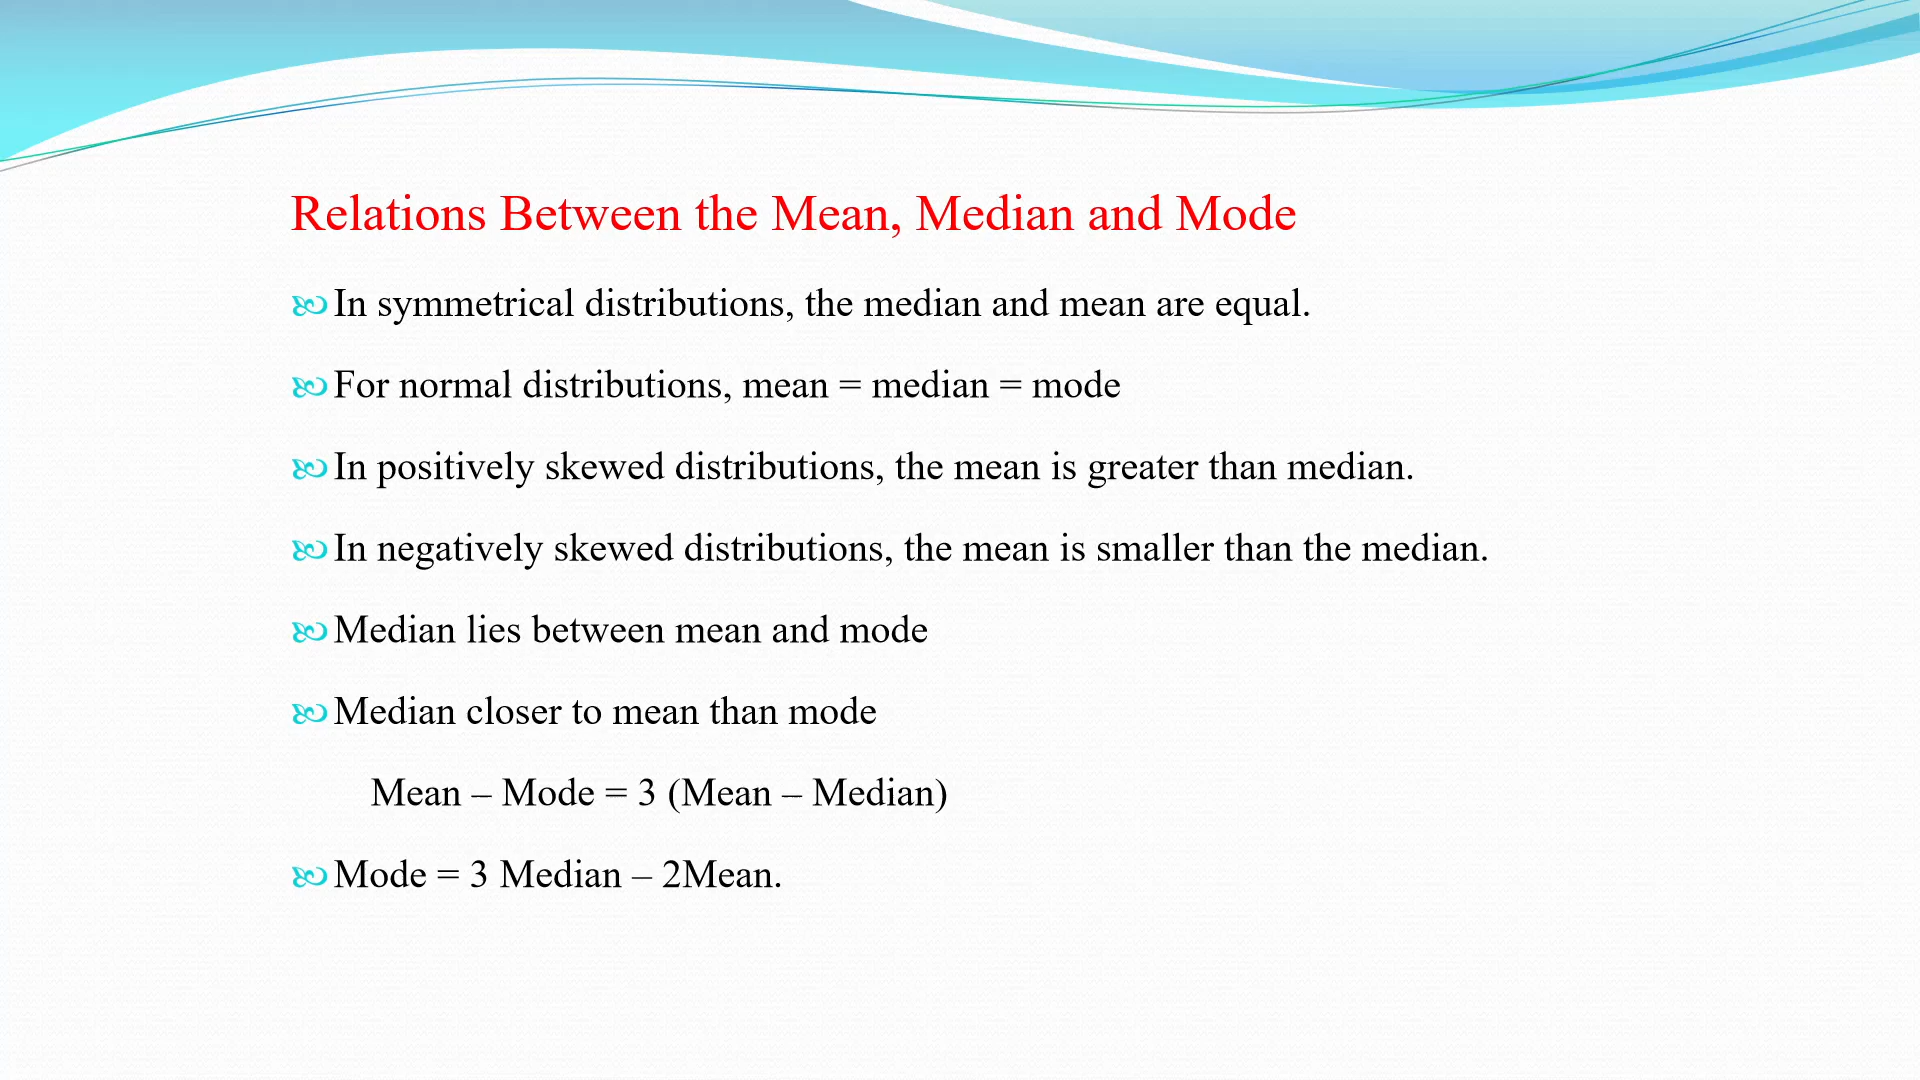 Relations Between the Mean, Median and Mode
In symmetrical distributions, the median and mean are equal.
For normal distributions, mean = median = mode
In positively skewed distributions, the mean is greater than median.
In negatively skewed distributions, the mean is smaller than the median.
Median lies between mean and mode
Median closer to mean than mode
Mean – Mode = 3 (Mean – Median)
Mode = 3 Median – 2Mean.